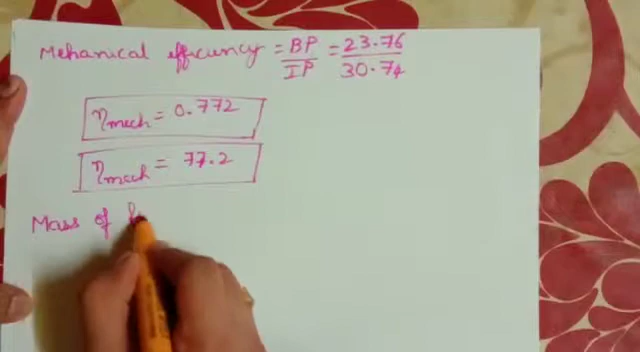 Mehanical efficiency = BP/IP = 23.76/30.74
ηmech = 0.772
ηmech = 77.2
Mass of